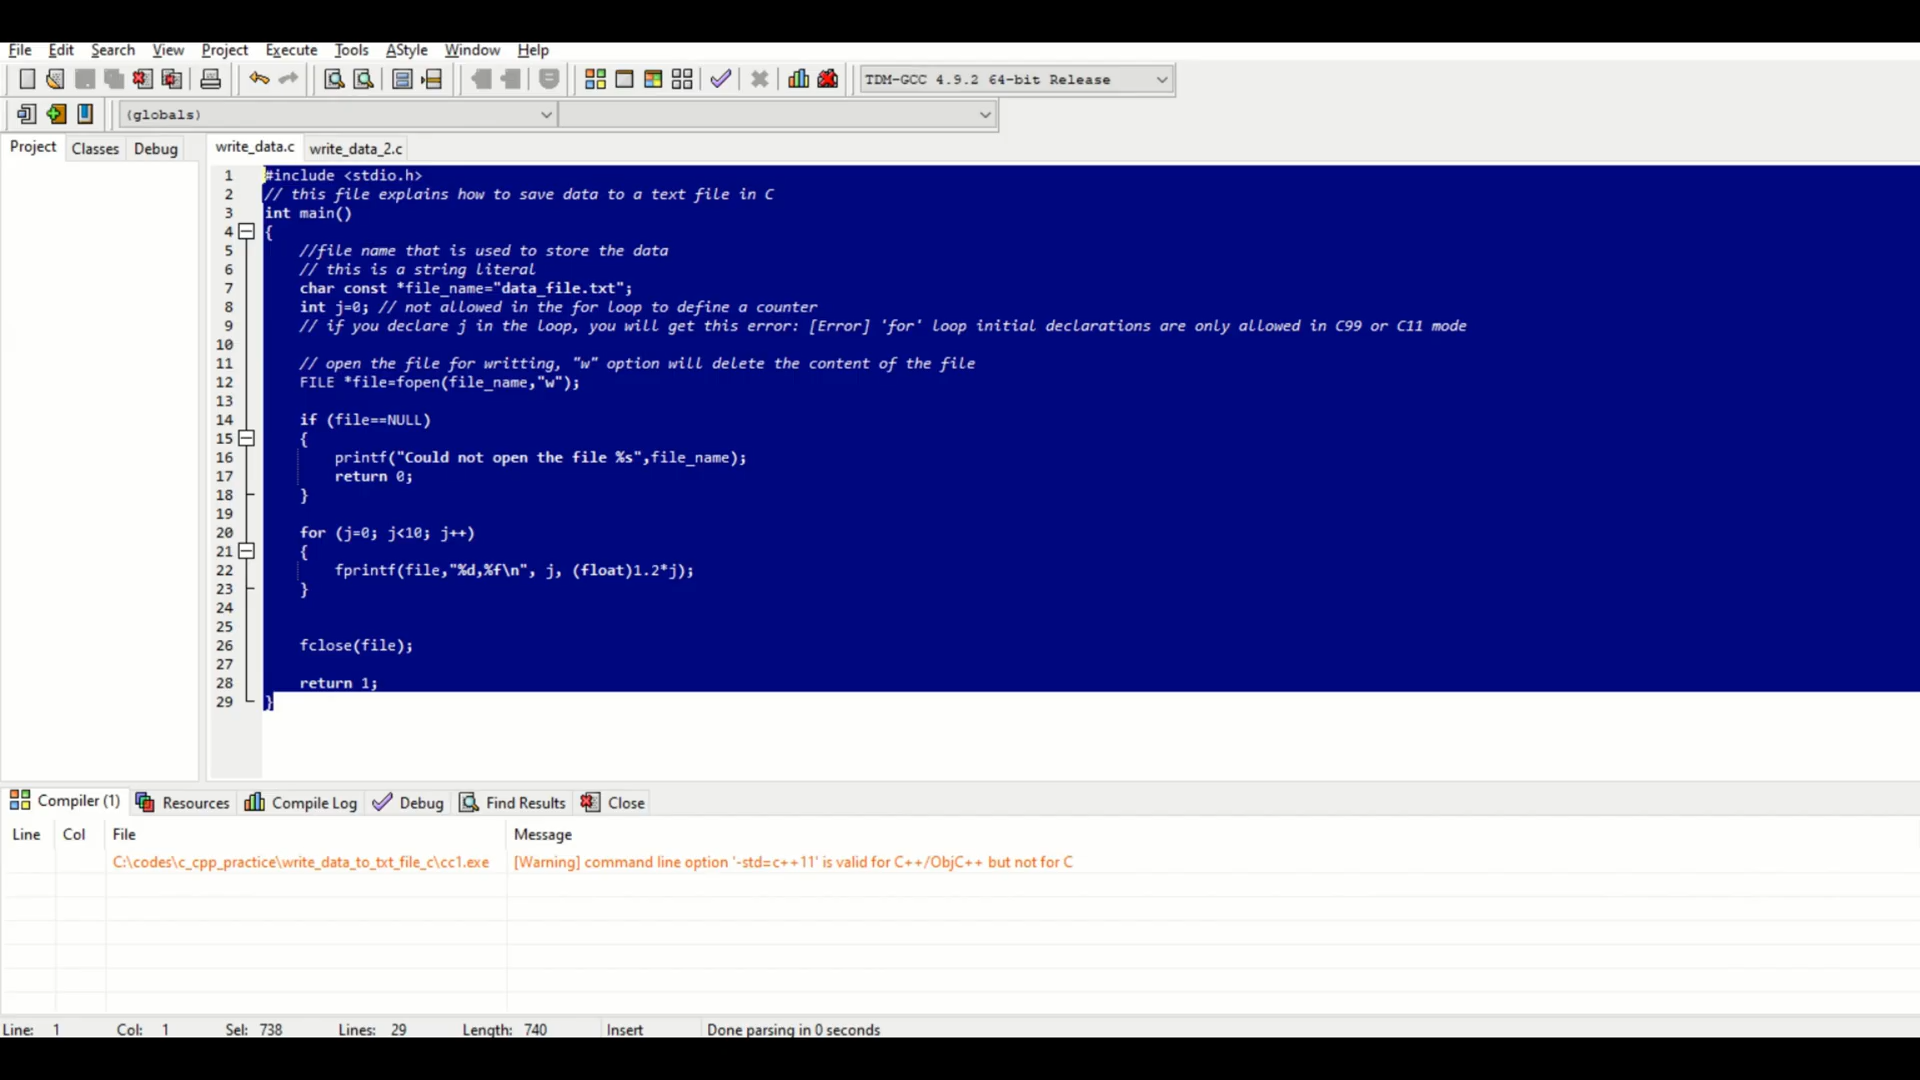 File Edit Search View Project Execute Tools AStyle Window Help
TDM-GCC 4.9.2 64-bit Release
(globals)
Project Classes Debug write_data.c write_data_2.c
1 #include <stdio.h>
2 // this file explains how to save data to a text file in C
3 int main()
4 {
5 //file name that is used to store the data
6 // this is a string literal
7 char const *file_name="data_file.txt";
8 int j=0; // not allowed in the for loop to define a counter
9 // if you declare j in the loop, you will get this error: [Error] 'for' loop initial declarations are only allowed in C99 or C11 mode
10
11 // open the file for writting, "w" option will delete the content of the file
12 FILE *file=fopen(file_name,"w");
13
14 if (file==NULL)
15 {
16 printf("Could not open the file %s",file_name);
17 return 0;
18 }
19
20 for (j=0; j<10; j++)
21 {
22 fprintf(file,"%d,%f\n", j, (float)1.2*j);
23 }
24
25
26 fclose(file);
27
28 return 1;
29 }
Compiler (1) Resources Compile Log Debug Find Results Close
Line Col File Message
C:\codes\c_cpp_practice\write_data_to_txt_file_c\cc1.exe [Warning] command line option '-std=c++11' is valid for C++/ObjC++ but not for C
Line: 1 Col: 1 Sel: 738 Lines: 29 Length: 740 Insert Done parsing in 0 seconds